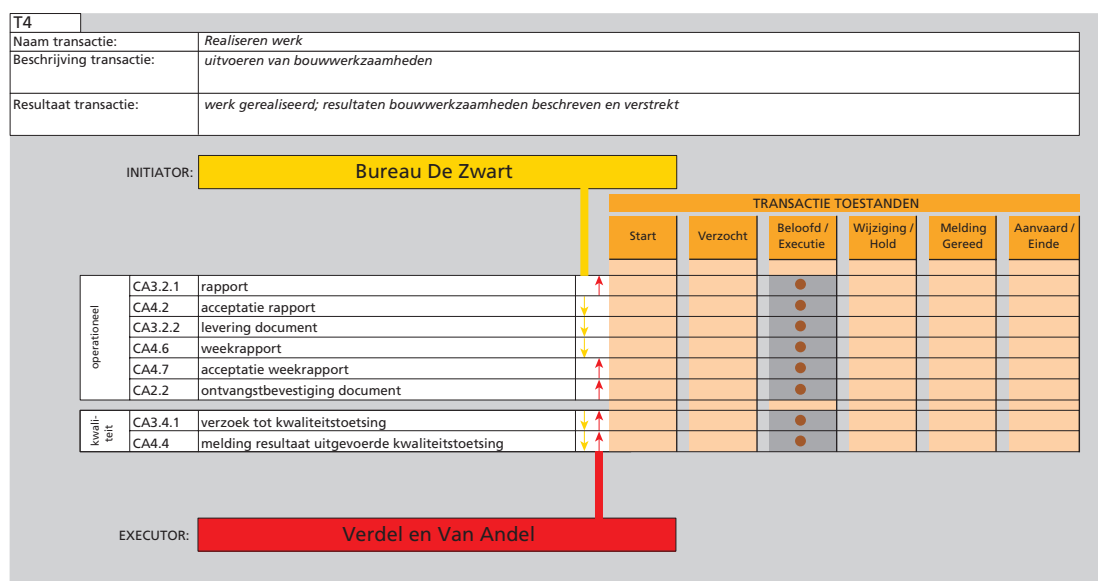 T4
Naam transactie: Realiseren werk
Beschrijving transactie: uitvoeren van bouwwerkzaamheden
Resultaat transactie: werk gerealiseerd; resultaten bouwwerkzaamheden beschreven en verstrekt
INITIATOR: Bureau De Zwart
TRANSACTIE TOESTANDEN
Start Verzocht Beloofd / Executie Wijziging / Hold Melding Gereed Aanvaard / Einde
operationeel
CA3.2.1 rapport
CA4.2 acceptatie rapport
CA3.2.2 levering document
CA4.6 weekrapport
CA4.7 acceptatie weekrapport
CA2.2 ontvangstbevestiging document
kwali-
teit
CA3.4.1 verzoek tot kwaliteitstoetsing
CA4.4 melding resultaat uitgevoerde kwaliteitstoetsing
EXECUTOR: Verdel en Van Andel